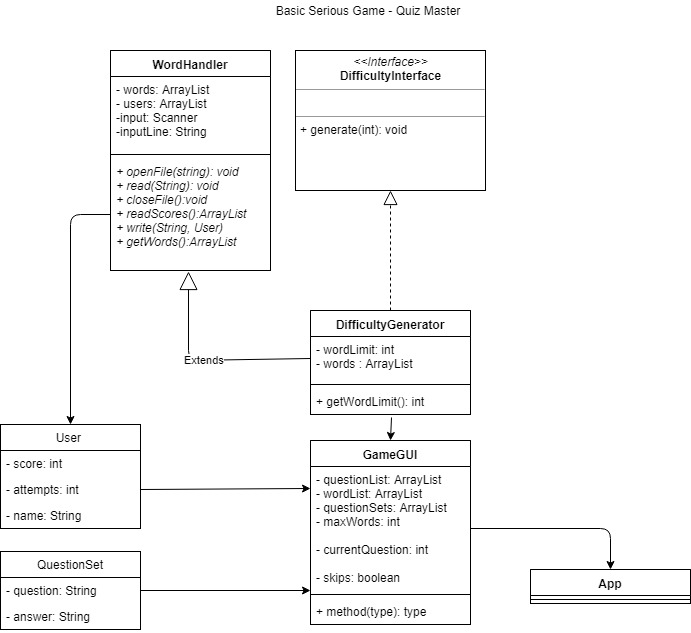 Basic Serious Game - Quiz Master
WordHandler
- words: ArrayList
- users: ArrayList
-input: Scanner
-inputLine: String
+ openFile(string): void
+ read(String): void
+ closeFile():void
+ readScores():ArrayList
+ write(String, User)
+ getWords():ArrayList
<<Interface>>
DifficultyInterface
+ generate(int): void
Extends
DifficultyGenerator
- wordLimit: int
- words : ArrayList
+ getWordLimit(): int
User
- score: int
- attempts: int
- name: String
GameGUI
- questionList: ArrayList
- wordList: ArrayList
- questionSets: ArrayList
- maxWords: int
- currentQuestion: int
- skips: boolean
+ method(type): type
QuestionSet
- question: String
- answer: String
App